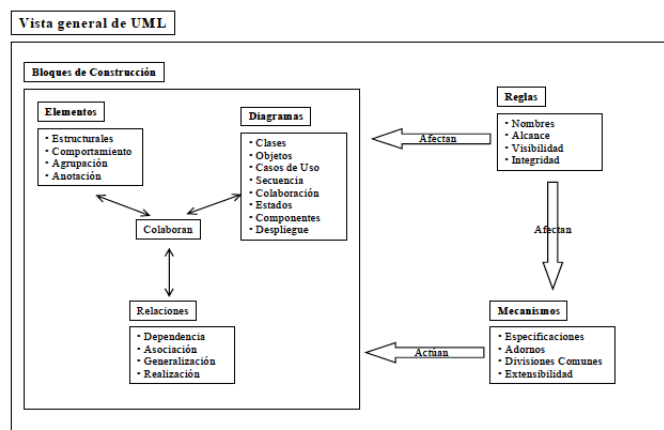 Vista general de UML
Bloques de Construcción
Elementos
• Estructurales
• Comportamiento
• Agrupación
• Anotación
Diagramas
• Clases
• Objetos
• Casos de Uso
• Secuencia
• Colaboración
• Estados
• Componentes
• Despliegue
Colaboran
Relaciones
• Dependencia
• Asociación
• Generalización
• Realización
Afectan
Reglas
• Nombres
• Alcance
• Visibilidad
• Integridad
Afectan
Mecanismos
• Especificaciones
• Adornos
• Divisiones Comunes
• Extensibilidad
Actúan